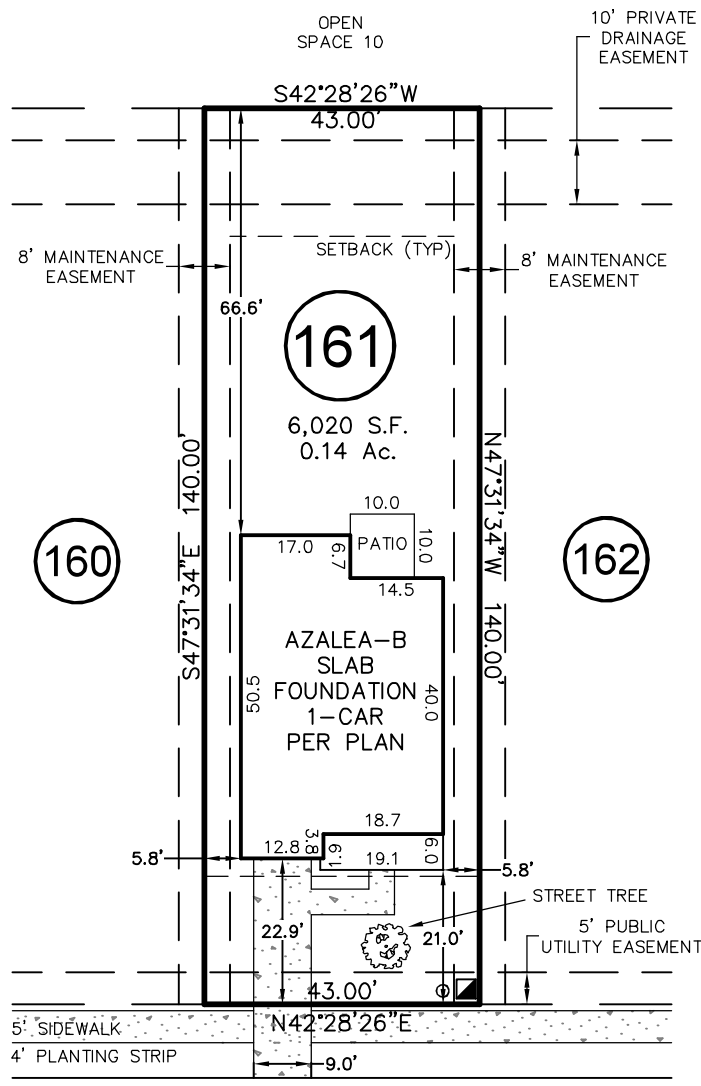 OPEN
SPACE 10
10' PRIVATE
DRAINAGE
EASEMENT
S42°28'26"W
43.00'
SETBACK (TYP)
8' MAINTENANCE
EASEMENT
8' MAINTENANCE
EASEMENT
66.6'
161
6,020 S.F.
0.14 Ac.
S47°31'34"E 140.00'
N47°31'34"W 140.00'
160
162
10.0
PATIO
10.0
17.0
6.7
14.5
AZALEA-B
SLAB
FOUNDATION
1-CAR
PER PLAN
50.5
40.0
18.7
12.8
3.8
6.1
19.1
6.0
5.8'
5.8'
STREET TREE
22.9'
21.0'
5' PUBLIC
UTILITY EASEMENT
43.00'
N42°28'26"E
5' SIDEWALK
4' PLANTING STRIP
9.0'